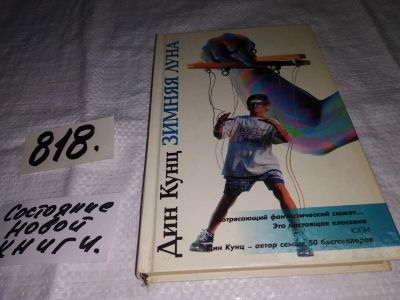 818.
Состояние
новой
книги.
Дин Кунц ЗИМНЯЯ ЛУНА
Потрясающий фантастический сюжет...
Это настоящая классика
Дин Кунц – автор свыше 50 бестселлеров